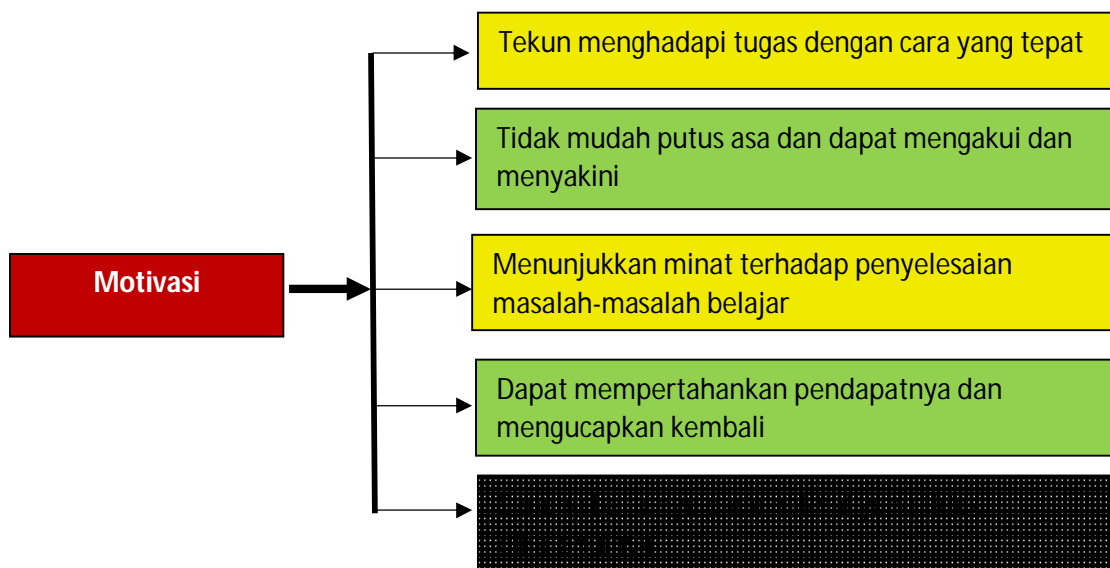 Tekun menghadapi tugas dengan cara yang tepat
Tidak mudah putus asa dan dapat mengakui dan
menyakini
Motivasi
Menunjukkan minat terhadap penyelesaian
masalah-masalah belajar
Dapat mempertahankan pendapatnya dan
mengucapkan kembali